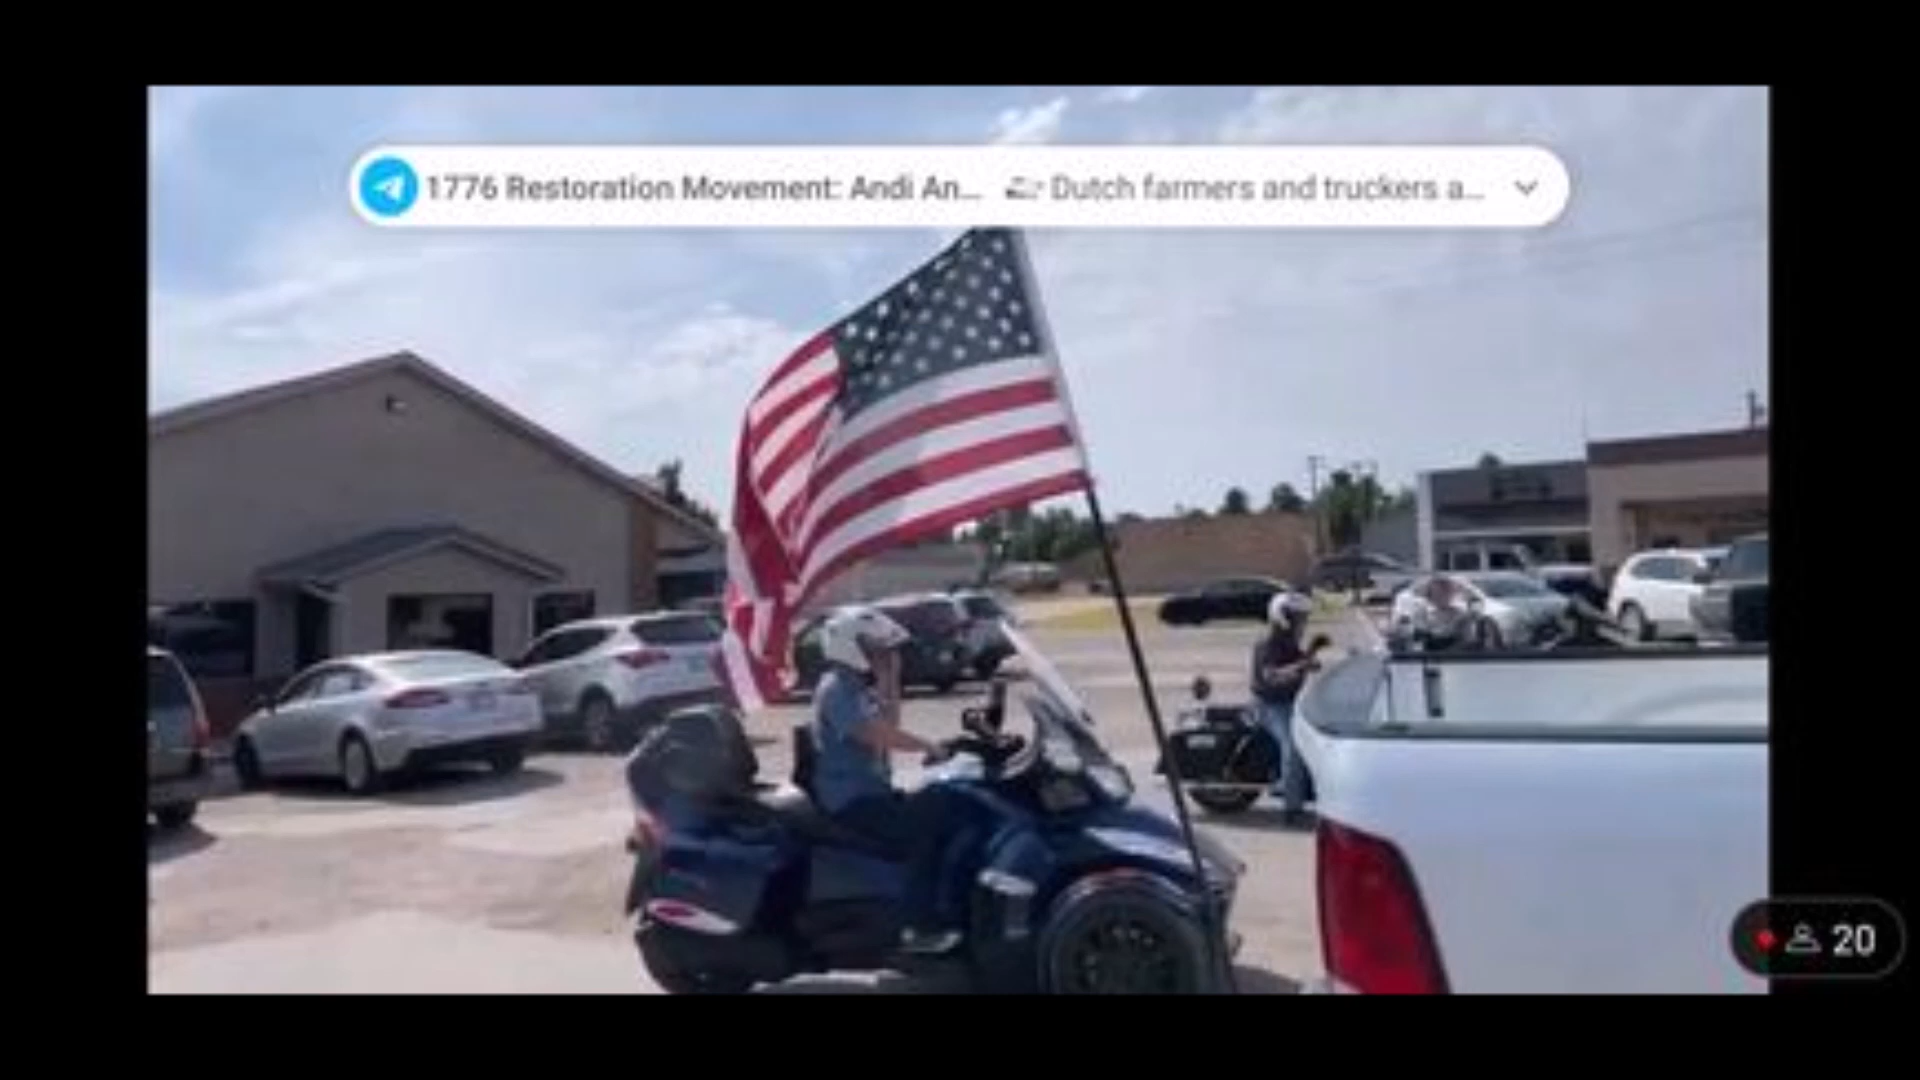 1776 Restoration Movement: Andi An... Dutch farmers and truckers a...
20